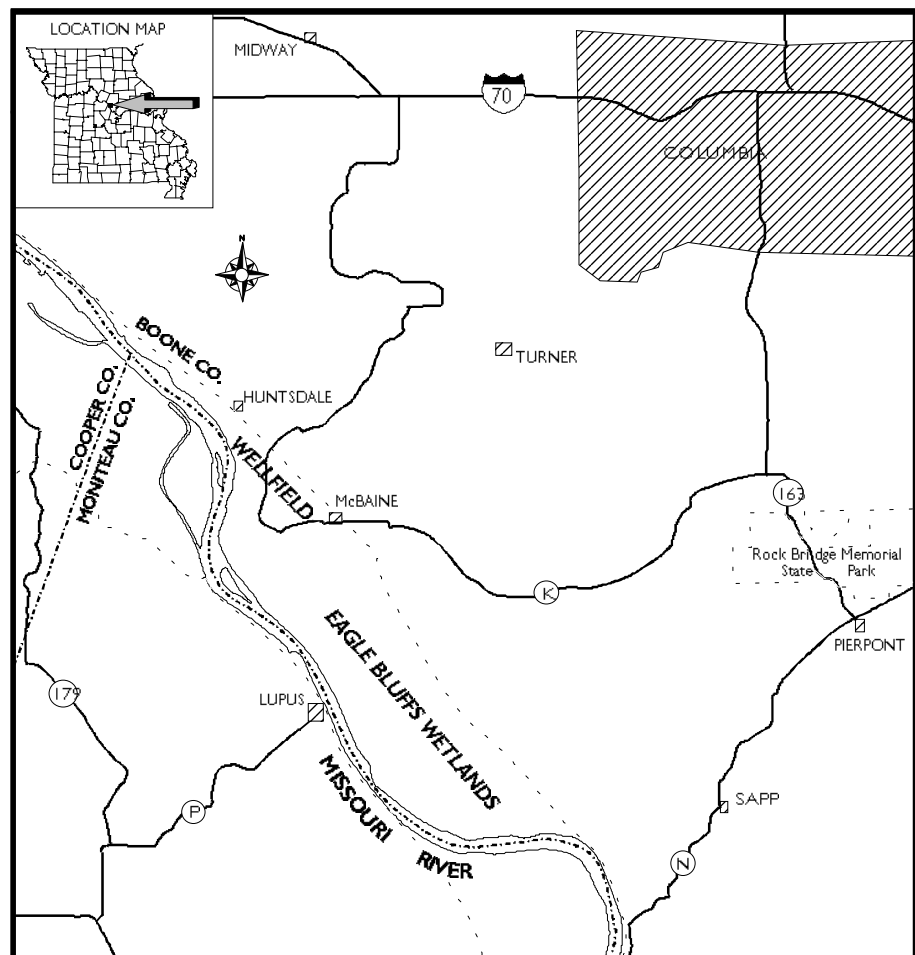 LOCATION MAP
MIDWAY
70
COLUMBIA
N
BOONE CO.
TURNER
HUNTSDALE
COOPER CO.
MONITEAU CO.
WELLFIELD
McBAINE
163
Rock Bridge Memorial
State Park
K
EAGLE BLUFFS WETLANDS
PIERPONT
179
LUPUS
MISSOURI
RIVER
P
SAPP
N